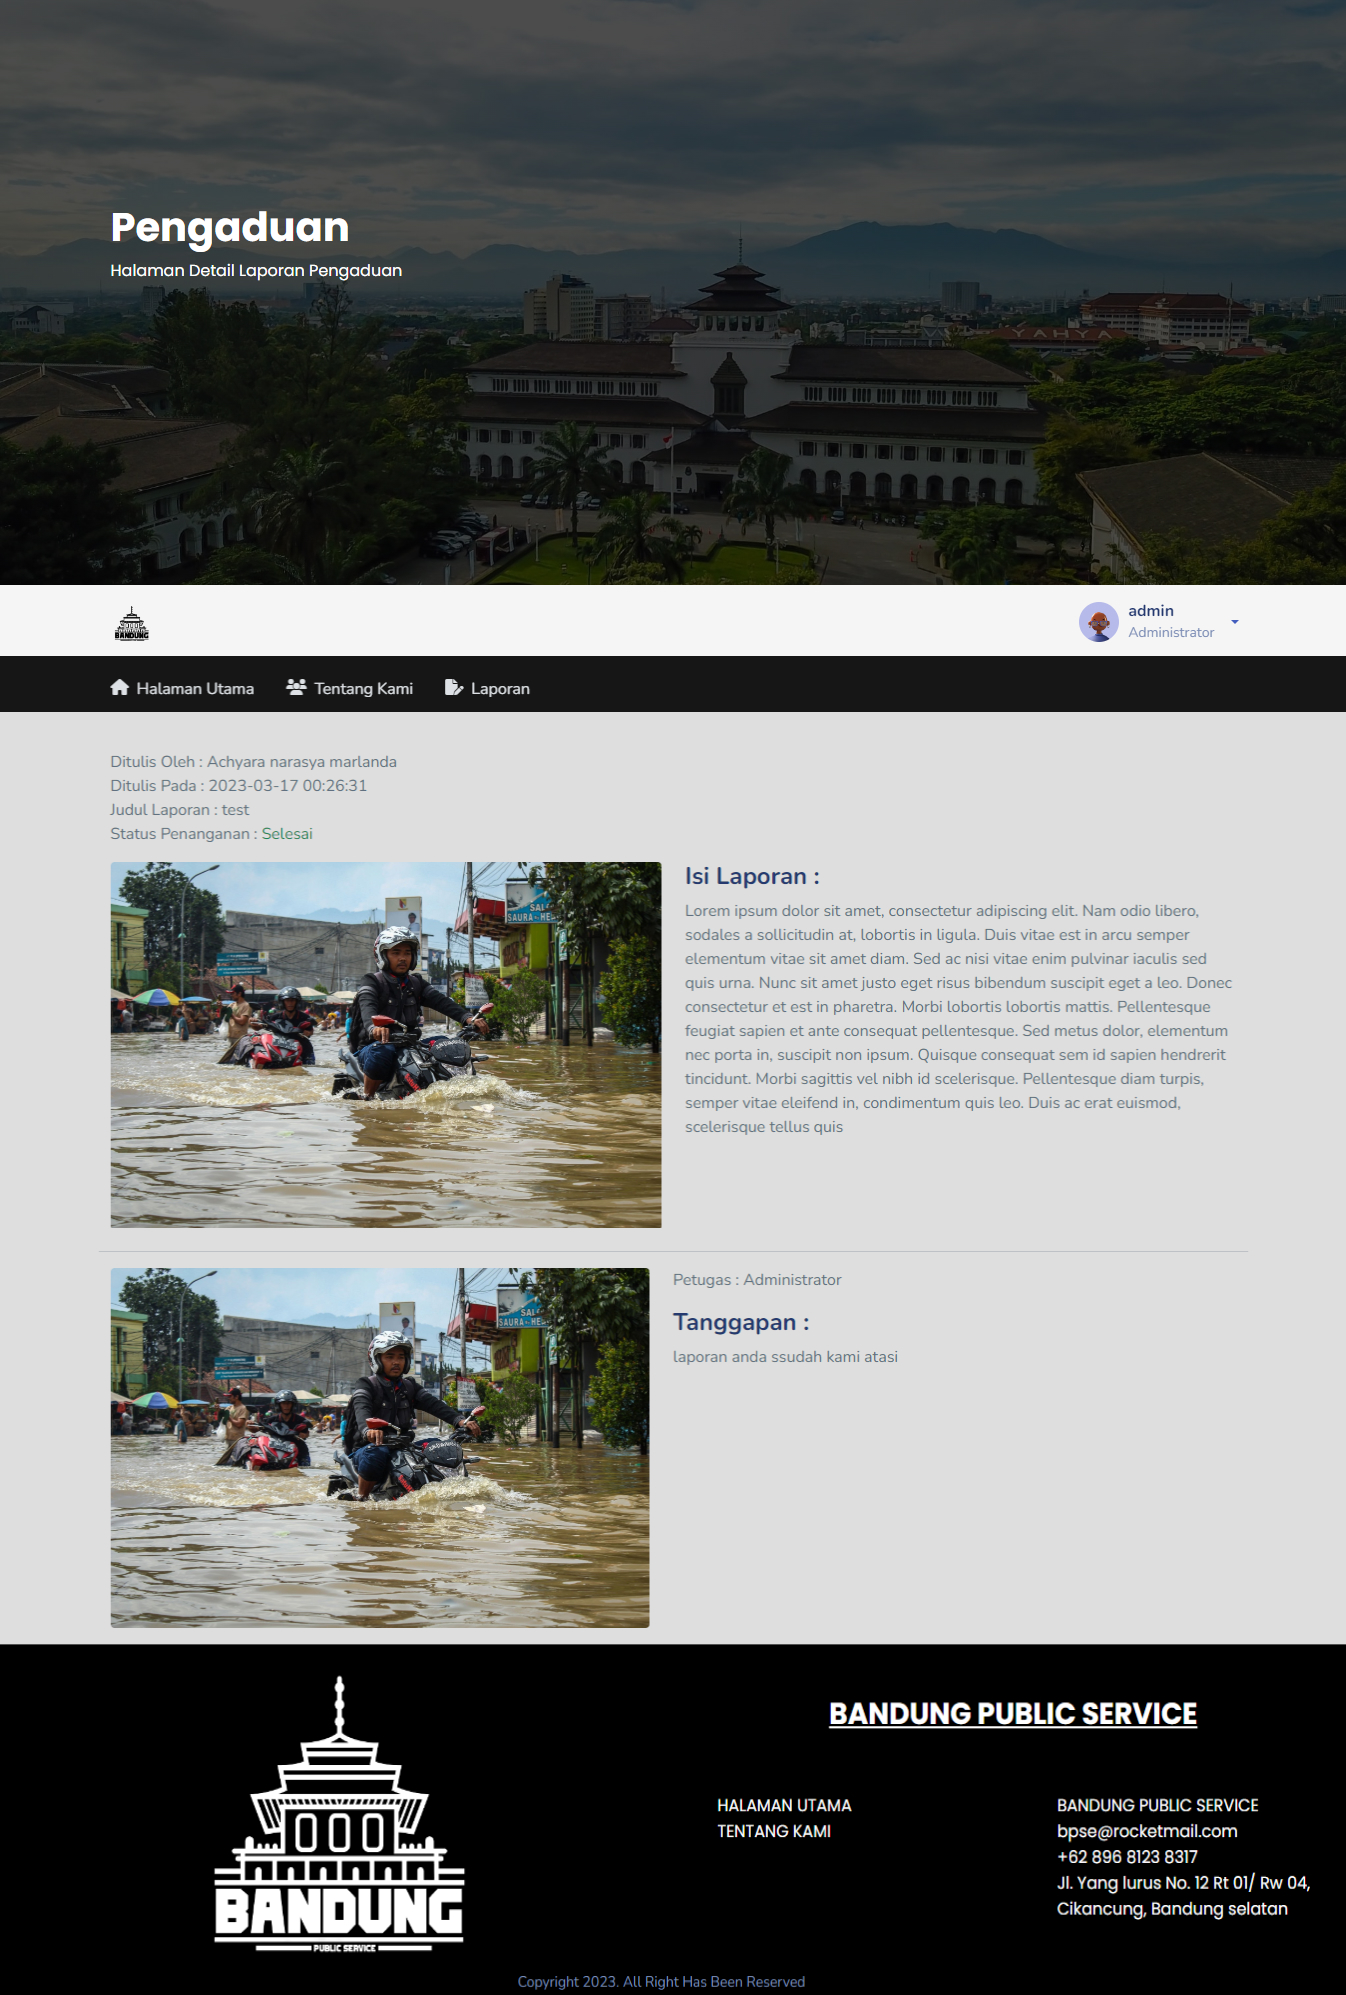 Pengaduan
Halaman Detail Laporan Pengaduan
YAHYA
BANDUNG
admin
Administrator
Halaman Utama
Tentang Kami
Laporan
Ditulis Oleh : Achyara narasya marlanda
Ditulis Pada : 2023-03-17 00:26:31
Judul Laporan : test
Status Penanganan : Selesai
Isi Laporan :
Lorem ipsum dolor sit amet, consectetur adipiscing elit. Nam odio libero,
sodales a sollicitudin at, lobortis in ligula. Duis vitae est in arcu semper
elementum vitae sit amet diam. Sed ac nisi vitae enim pulvinar iaculis sed
quis urna. Nunc sit amet justo eget risus bibendum suscipit eget a leo. Donec
consectetur et est in pharetra. Morbi lobortis lobortis mattis. Pellentesque
feugiat sapien et ante consequat pellentesque. Sed metus dolor, elementum
nec porta in, suscipit non ipsum. Quisque consequat sem id sapien hendrerit
tincidunt. Morbi sagittis vel nibh id scelerisque. Pellentesque diam turpis,
semper vitae eleifend in, condimentum quis leo. Duis ac erat euismod,
scelerisque tellus quis
Petugas : Administrator
Tanggapan :
laporan anda ssudah kami atasi
BANDUNG
PUBLIC SERVICE
BANDUNG PUBLIC SERVICE
HALAMAN UTAMA
TENTANG KAMI
BANDUNG PUBLIC SERVICE
bpse@rocketmail.com
+62 896 8123 8317
Jl. Yang lurus No. 12 Rt 01/ Rw 04,
Cikancung, Bandung selatan
Copyright 2023. All Right Has Been Reserved